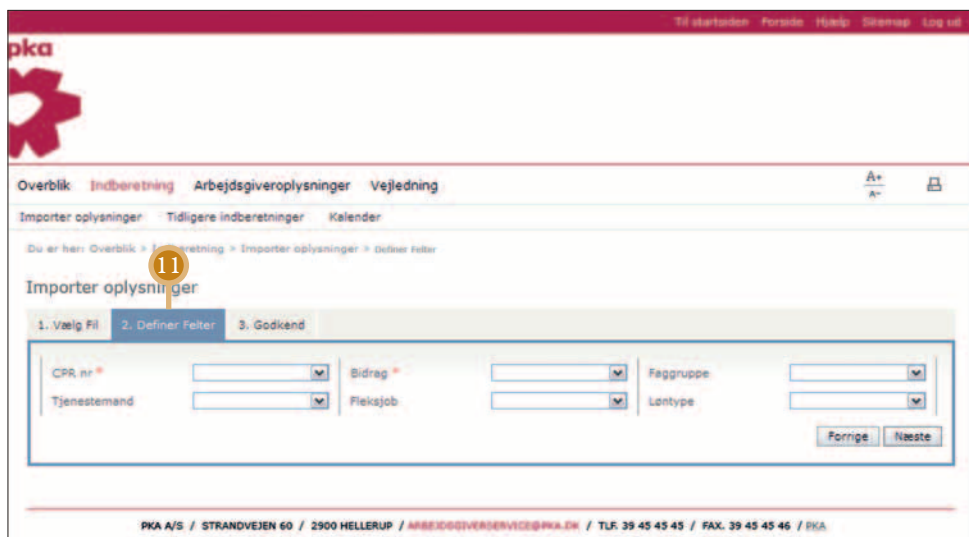 Til startsiden Forside Hjælp Sitemap Log ud
pka
Overblik Indberetning Arbejdsgiveroplysninger Vejledning A+
A-
Importer oplysninger Tidligere indberetninger Kalender
Du er her: Overblik > Indberetning > Importer oplysninger > Definer Felter
11
Importer oplysninger
1. Vælg Fil 2. Definer Felter 3. Godkend
CPR nr * Bidrag * Faggruppe
Tjenestemand Fleksjob Løntype
Forrige Næste
PKA A/S / STRANDVEJEN 60 / 2900 HELLERUP / ARBEJDSGIVERSERVICE@PKA.DK / TLF. 39 45 45 45 / FAX. 39 45 45 46 / PKA